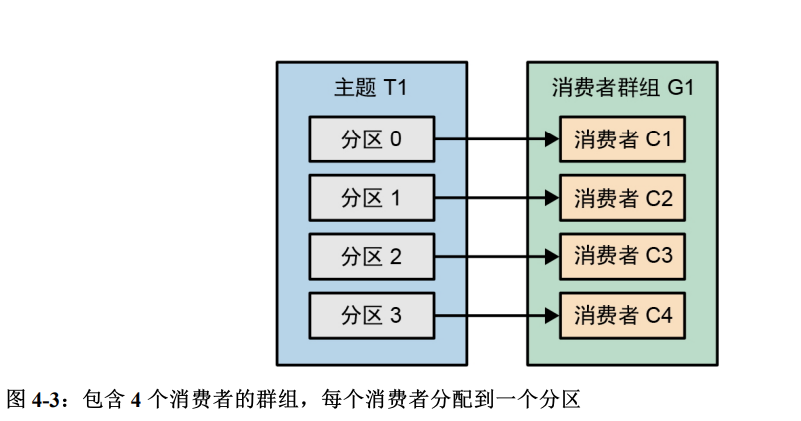 主题 T1
分区 0
分区 1
分区 2
分区 3
消费者群组 G1
消费者 C1
消费者 C2
消费者 C3
消费者 C4
图 4-3：包含 4 个消费者的群组，每个消费者分配到一个分区